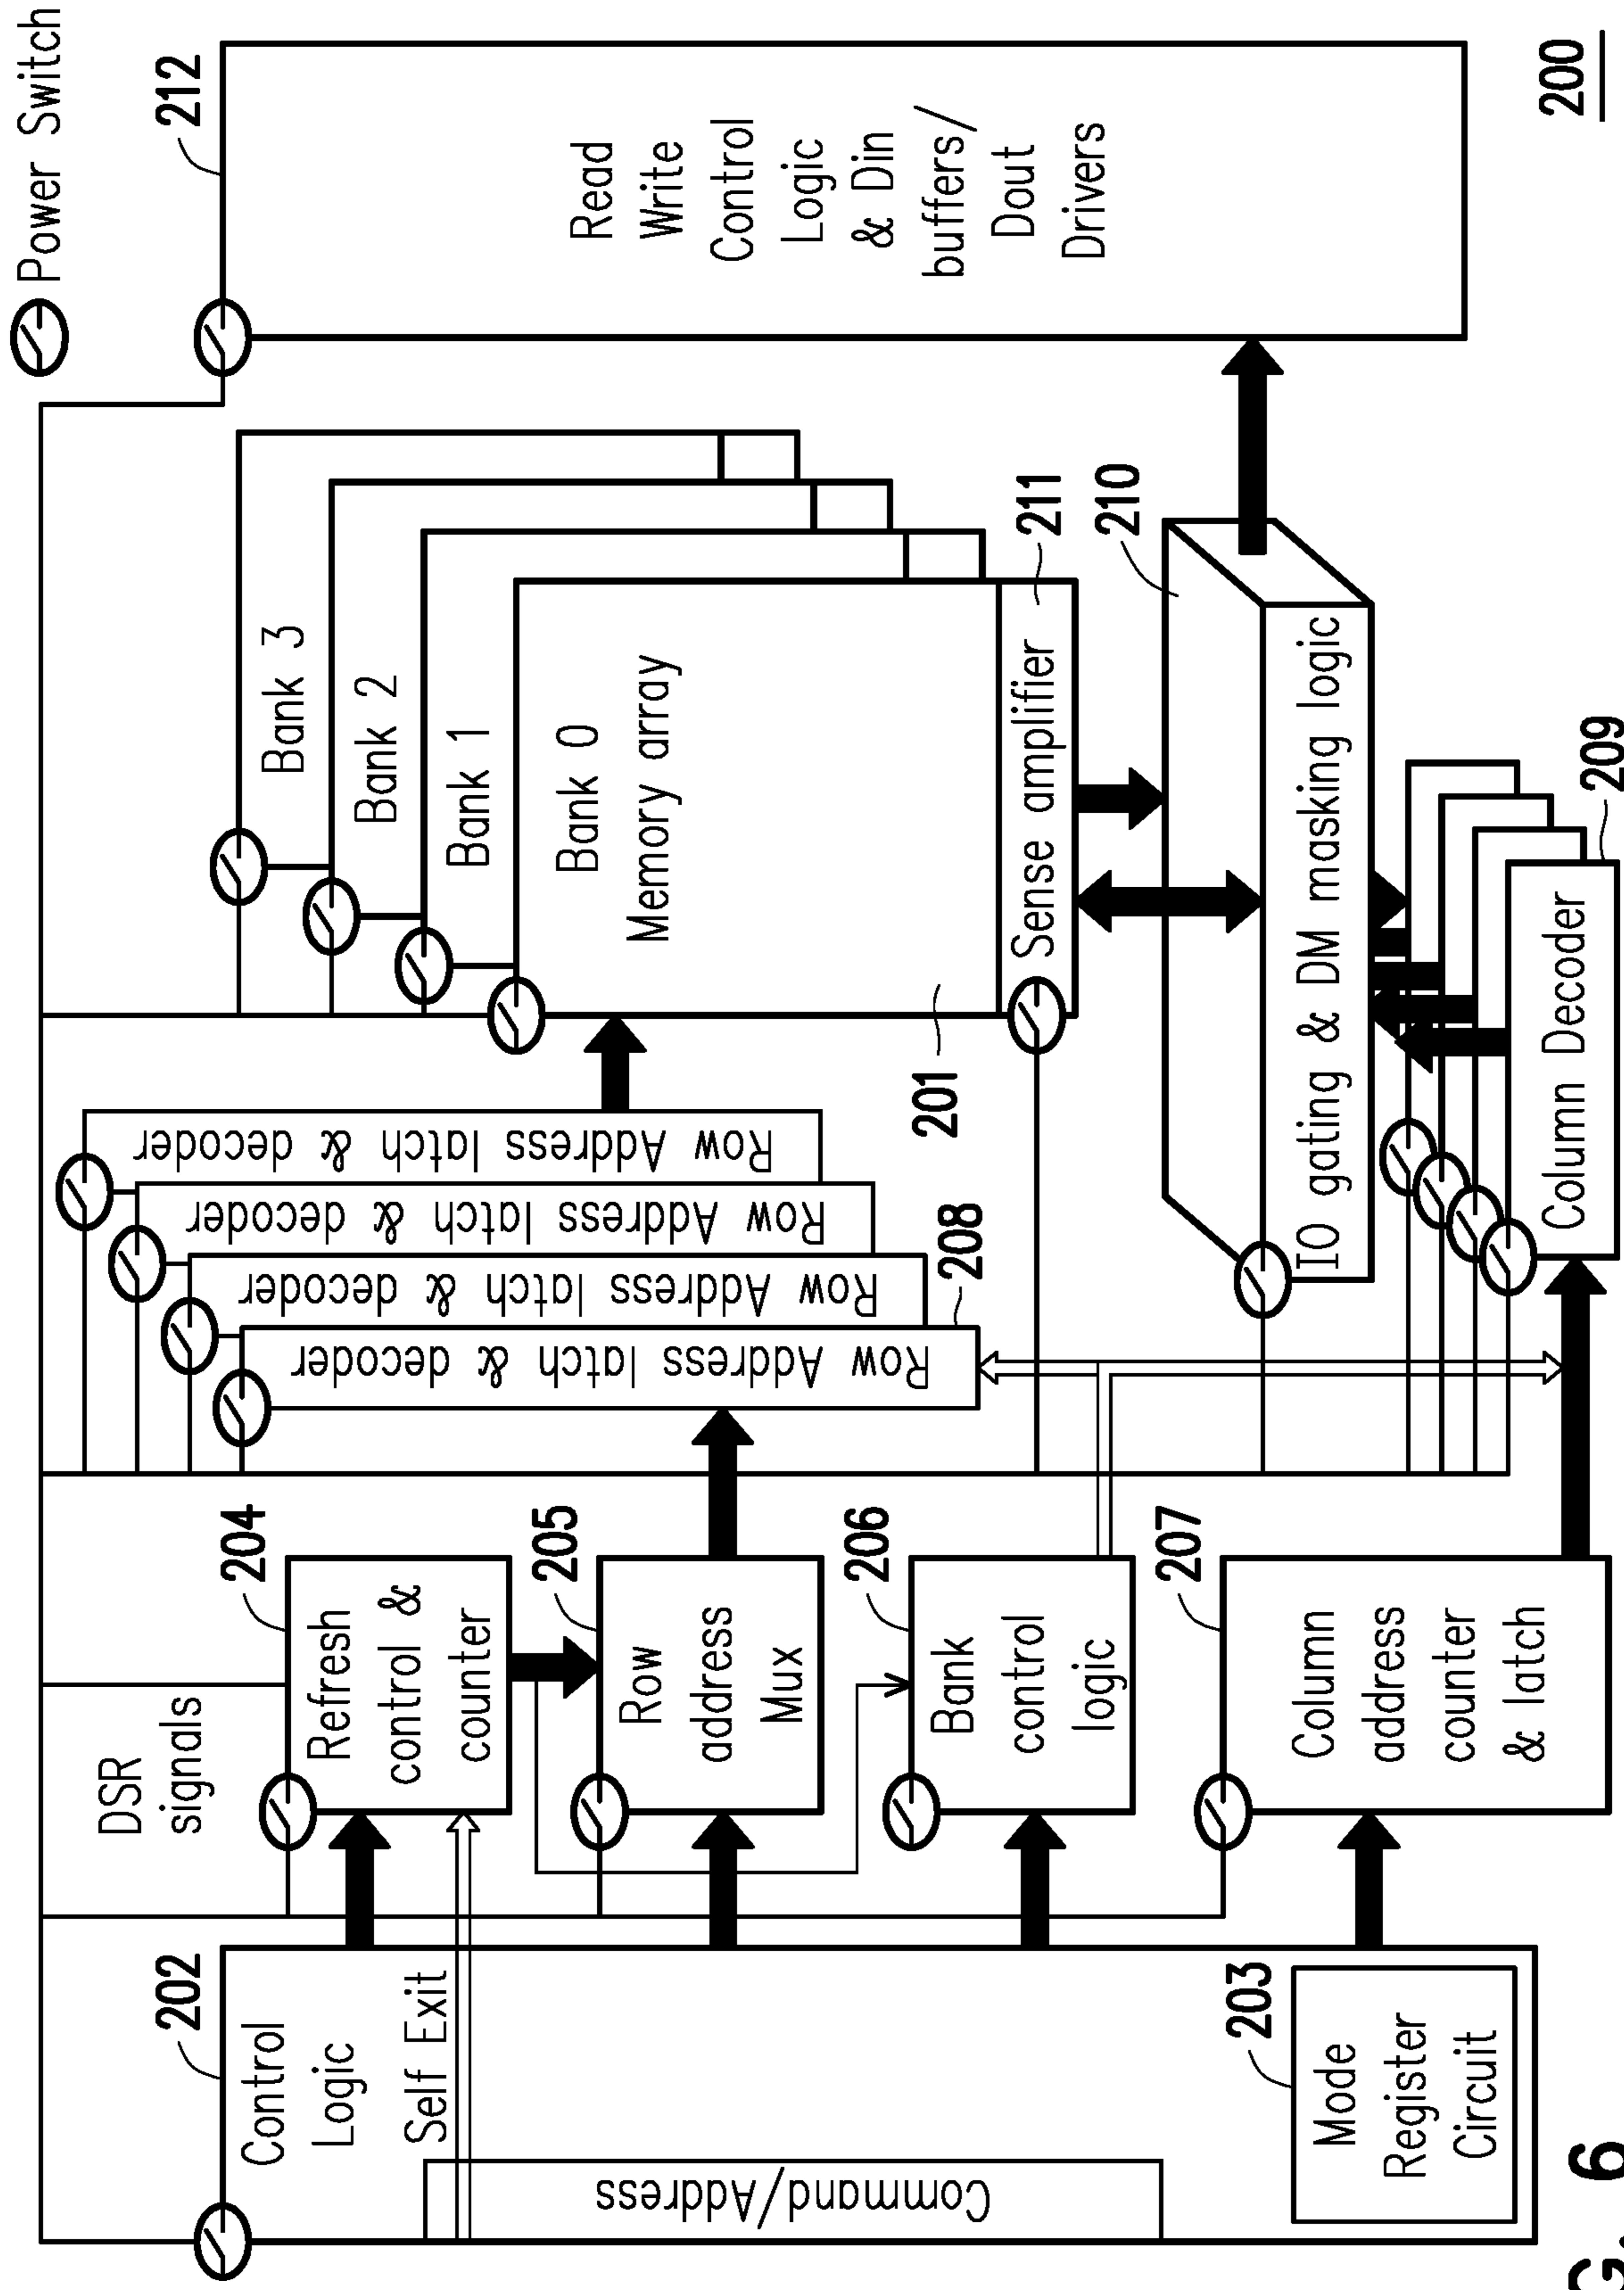 Power Switch
212
Read
Write
Control
Logic
& Din
buffers/
Dout
Drivers
200
Bank 3
Bank 2
Bank 1
Bank 0
Memory array
201
Sense amplifier
211
210
IO gating & DM masking logic
Column Decoder
209
Row Address latch & decoder
Row Address latch & decoder
Row Address latch & decoder
Row Address latch & decoder
208
DSR
signals
204
Refresh
control &
counter
205
Row
address
Mux
206
Bank
control
logic
207
Column
address
counter
& latch
202
Control
Logic
Self Exit
Command/Address
203
Mode
Register
Circuit
G. 6